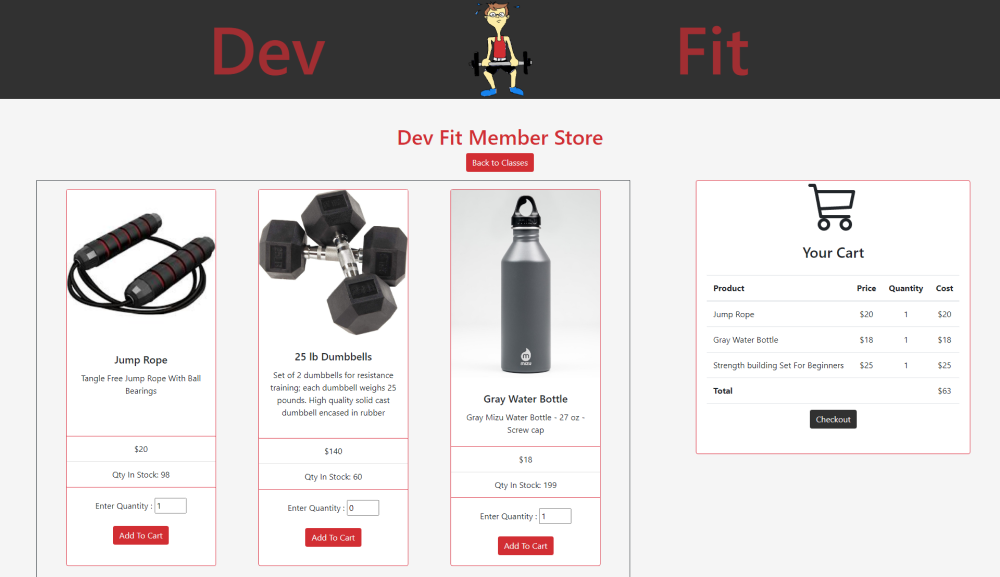 Dev Fit
Dev Fit Member Store
Back to Classes
mizu
Jump Rope
Tangle Free Jump Rope With Ball
Bearings
$20
Qty In Stock: 98
Enter Quantity : 1
Add To Cart
25 lb Dumbbells
Set of 2 dumbbells for resistance
training; each dumbbell weighs 25
pounds. High quality solid cast
dumbbell encased in rubber
$140
Qty In Stock: 60
Enter Quantity : 0
Add To Cart
Gray Water Bottle
Gray Mizu Water Bottle - 27 oz -
Screw cap
$18
Qty In Stock: 199
Enter Quantity : 1
Add To Cart
Your Cart
Product Price Quantity Cost
Jump Rope $20 1 $20
Gray Water Bottle $18 1 $18
Strength building Set For Beginners $25 1 $25
Total $63
Checkout